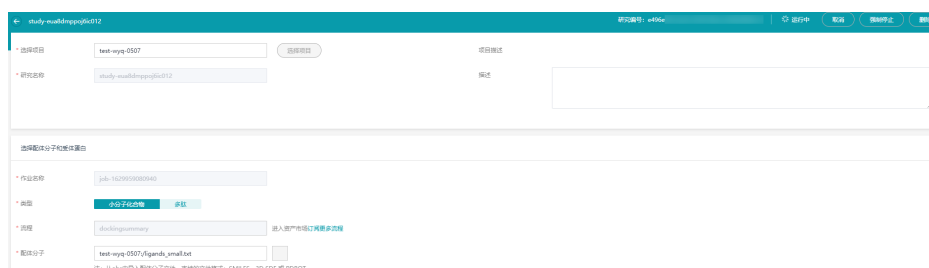 ← study-eua8dmppoj6ic012 研究编号: e496e 运行中 取消 强制停止
* 选择项目 test-wyq-0507 选择项目 项目描述
* 研究名称 study-eua8dmppoj6ic012 描述
选择配体分子和受体蛋白
* 作业名称 job-1629959080940
* 类型 小分子化合物 多肽
* 流程 dockingsummary 进入资产市场订阅更多流程
* 配体分子 test-wyq-0507:/ligands_small.txt